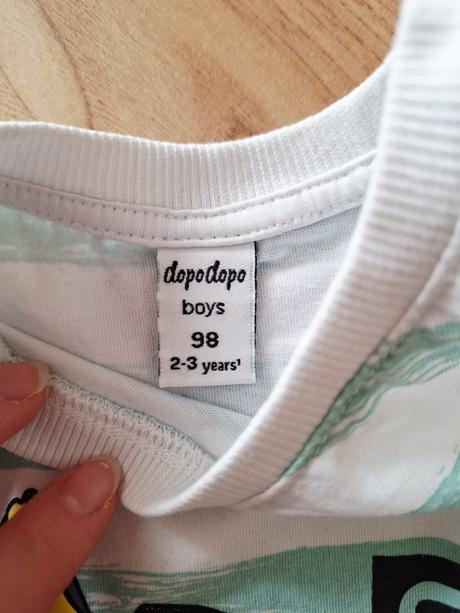 dopodopo
boys
98
2-3 years¹